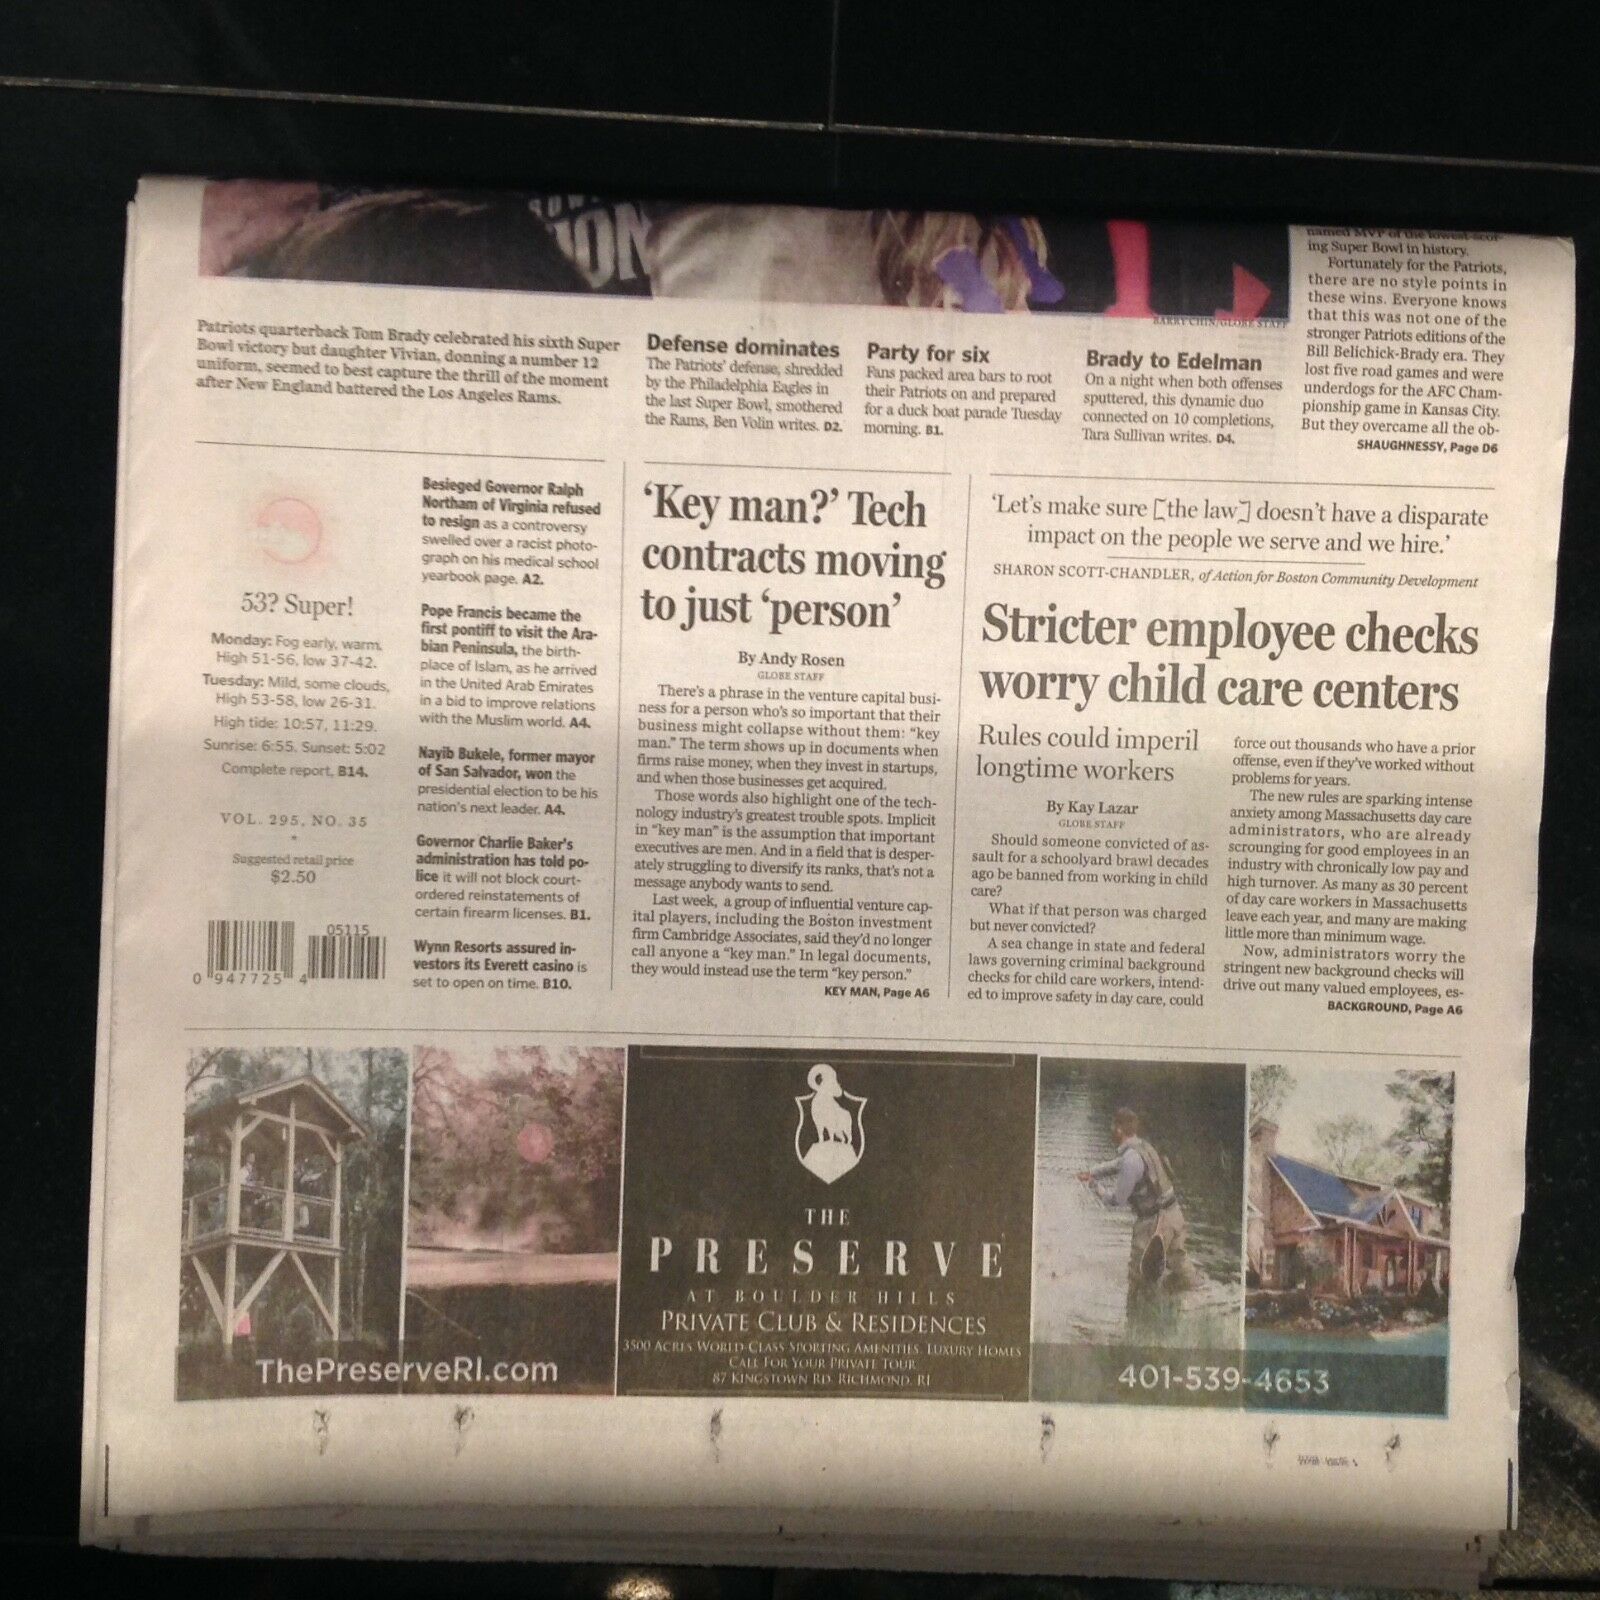 ION
named MVP of the lowest-scor-
ing Super Bowl in history.
Fortunately for the Patriots,
there are no style points in
these wins. Everyone knows
that this was not one of the
stronger Patriots editions of the
Bill Belichick-Brady era. They
lost five road games and were
underdogs for the AFC Cham-
pionship game in Kansas City.
But they overcame all the ob-
SHAUGHNESSY, Page D6
BARRY CHIN/GLOBE STAFF
Patriots quarterback Tom Brady celebrated his sixth Super
Bowl victory but daughter Vivian, donning a number 12
uniform, seemed to best capture the thrill of the moment
after New England battered the Los Angeles Rams.
Defense dominates
The Patriots' defense, shredded
by the Philadelphia Eagles in
the last Super Bowl, smothered
the Rams, Ben Volin writes. D2.
Party for six
Fans packed area bars to root
their Patriots on and prepared
for a duck boat parade Tuesday
morning. B1.
Brady to Edelman
On a night when both offenses
sputtered, this dynamic duo
connected on 10 completions,
Tara Sullivan writes. D4.
53? Super!
Monday: Fog early, warm.
High 51-56, low 37-42.
Tuesday: Mild, some clouds,
High 53-58, low 26-31.
High tide: 10:57, 11:29.
Sunrise: 6:55. Sunset: 5:02
Complete report, B14.
VOL. 295, NO. 35
*
Suggested retail price
$2.50
05115
0 947725 4
Besieged Governor Ralph
Northam of Virginia refused
to resign as a controversy
swelled over a racist photo-
graph on his medical school
yearbook page. A2.
Pope Francis became the
first pontiff to visit the Ara-
bian Peninsula, the birth-
place of Islam, as he arrived
in the United Arab Emirates
in a bid to improve relations
with the Muslim world. A4.
Nayib Bukele, former mayor
of San Salvador, won the
presidential election to be his
nation's next leader. A4.
Governor Charlie Baker's
administration has told po-
lice it will not block court-
ordered reinstatements of
certain firearm licenses. B1.
Wynn Resorts assured in-
vestors its Everett casino is
set to open on time. B10.
'Key man?' Tech
contracts moving
to just 'person'
By Andy Rosen
GLOBE STAFF
There's a phrase in the venture capital busi-
ness for a person who's so important that their
business might collapse without them: "key
man." The term shows up in documents when
firms raise money, when they invest in startups,
and when those businesses get acquired.
Those words also highlight one of the tech-
nology industry's greatest trouble spots. Implicit
in "key man" is the assumption that important
executives are men. And in a field that is desper-
ately struggling to diversify its ranks, that's not a
message anybody wants to send.
Last week, a group of influential venture cap-
ital players, including the Boston investment
firm Cambridge Associates, said they'd no longer
call anyone a "key man." In legal documents,
they would instead use the term "key person."
KEY MAN, Page A6
'Let's make sure [the law] doesn't have a disparate
impact on the people we serve and we hire.'
SHARON SCOTT-CHANDLER, of Action for Boston Community Development
Stricter employee checks
worry child care centers
Rules could imperil
longtime workers
By Kay Lazar
GLOBE STAFF
Should someone convicted of as-
sault for a schoolyard brawl decades
ago be banned from working in child
care?
What if that person was charged
but never convicted?
A sea change in state and federal
laws governing criminal background
checks for child care workers, intend-
ed to improve safety in day care, could
force out thousands who have a prior
offense, even if they've worked without
problems for years.
The new rules are sparking intense
anxiety among Massachusetts day care
administrators, who are already
scrounging for good employees in an
industry with chronically low pay and
high turnover. As many as 30 percent
of day care workers in Massachusetts
leave each year, and many are making
little more than minimum wage.
Now, administrators worry the
stringent new background checks will
drive out many valued employees, es-
BACKGROUND, Page A6
THE
PRESERVE
AT BOULDER HILLS
PRIVATE CLUB & RESIDENCES
3500 ACRES WORLD-CLASS SPORTING AMENITIES. LUXURY HOMES
CALL FOR YOUR PRIVATE TOUR
87 KINGSTOWN RD. RICHMOND, RI
ThePreserveRI.com
401-539-4653